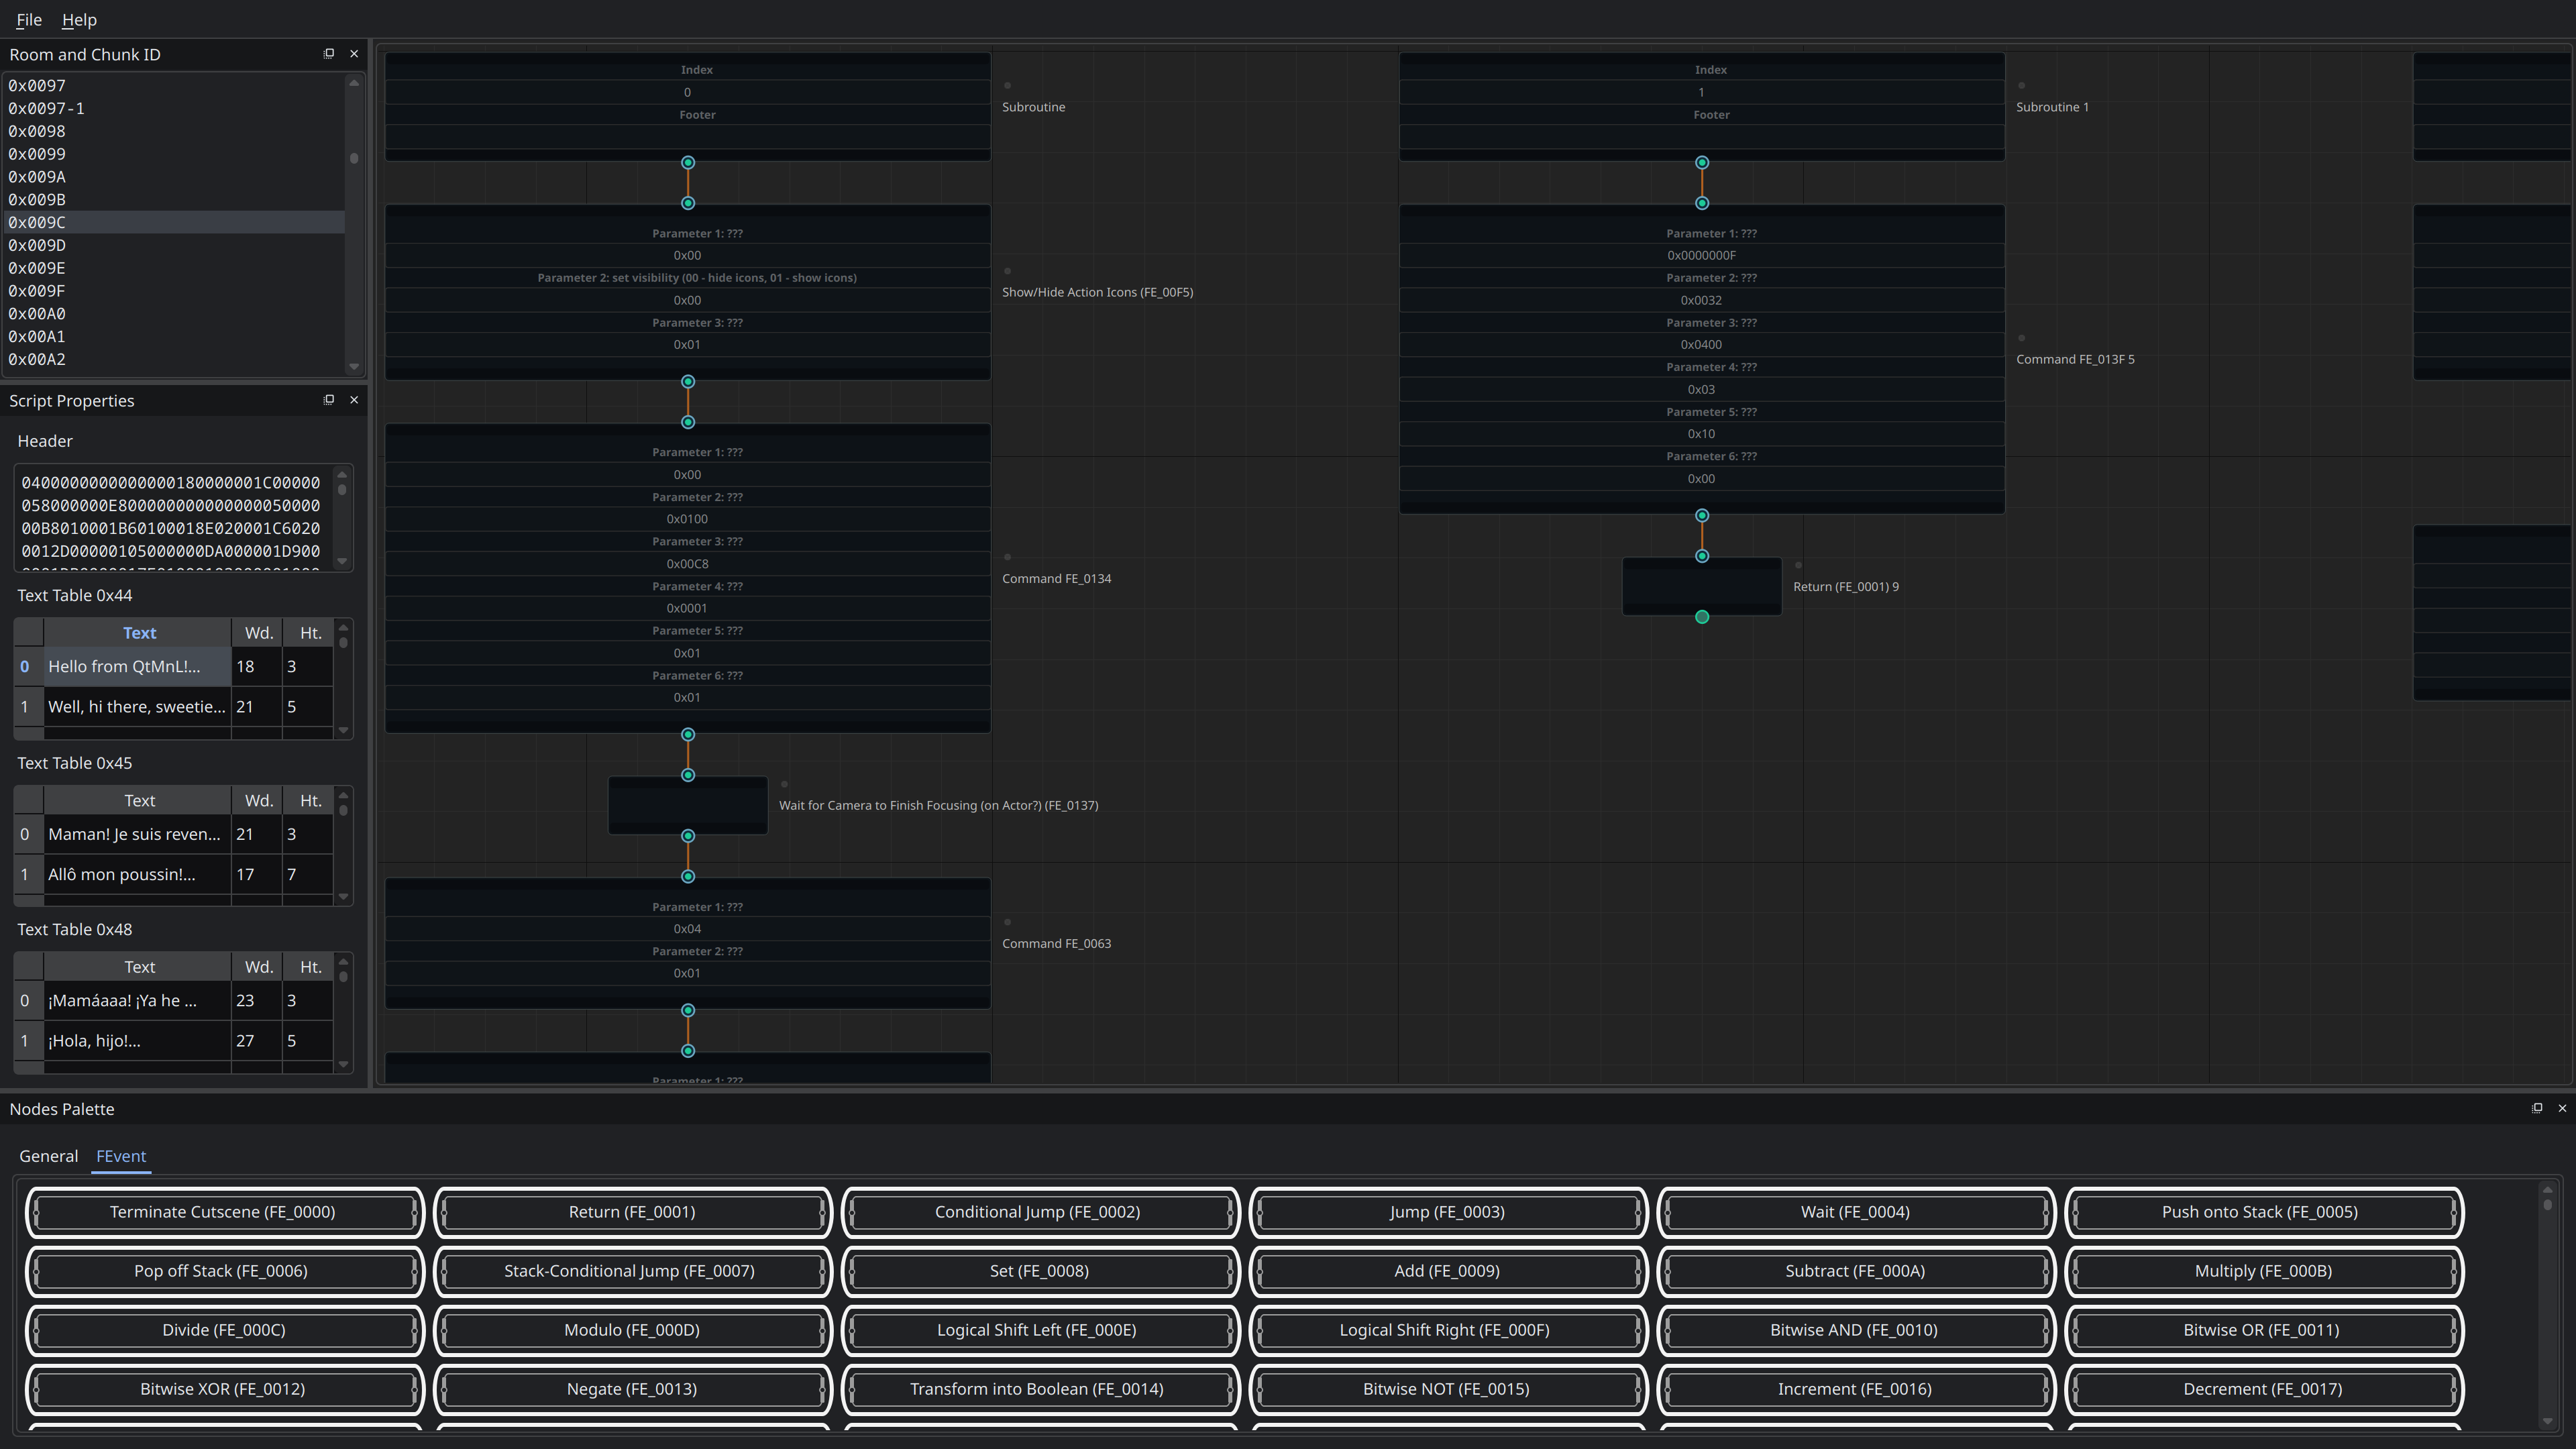 File
Help
Room and Chunk ID
0x0097
0x0097-1
0x0098
0x0099
0x009A
0x009B
0x009C
0x009D
0x009E
0x009F
0x00A0
0x00A1
0x00A2
Script Properties
Header
0400000000000000180000001C00000
058000000E800000000000000050000
00B8010001B60100018E020001C6020
0012D00000105000000DA000001D900
Text Table 0x44
Text Wd. Ht.
0 Hello from QtMnL!... 18 3
1 Well, hi there, sweetie... 21 5
Text Table 0x45
Text Wd. Ht.
0 Maman! Je suis reven... 21 3
1 Allô mon poussin!... 17 7
Text Table 0x48
Text Wd. Ht.
0 ¡Mamáaaa! ¡Ya he ... 23 3
1 ¡Hola, hijo!... 27 5
Index
0
Footer
Subroutine
Parameter 1: ???
0x00
Parameter 2: set visibility (00 - hide icons, 01 - show icons)
0x00
Parameter 3: ???
0x01
Show/Hide Action Icons (FE_00F5)
Parameter 1: ???
0x00
Parameter 2: ???
0x0100
Parameter 3: ???
0x00C8
Parameter 4: ???
0x0001
Parameter 5: ???
0x01
Parameter 6: ???
0x01
Command FE_0134
Wait for Camera to Finish Focusing (on Actor?) (FE_0137)
Parameter 1: ???
0x04
Parameter 2: ???
0x01
Command FE_0063
Parameter 1: ???
Index
1
Footer
Subroutine 1
Parameter 1: ???
0x0000000F
Parameter 2: ???
0x0032
Parameter 3: ???
0x0400
Parameter 4: ???
0x03
Parameter 5: ???
0x10
Parameter 6: ???
0x00
Command FE_013F 5
Return (FE_0001) 9
Nodes Palette
General
FEvent
Terminate Cutscene (FE_0000)
Return (FE_0001)
Conditional Jump (FE_0002)
Jump (FE_0003)
Wait (FE_0004)
Push onto Stack (FE_0005)
Pop off Stack (FE_0006)
Stack-Conditional Jump (FE_0007)
Set (FE_0008)
Add (FE_0009)
Subtract (FE_000A)
Multiply (FE_000B)
Divide (FE_000C)
Modulo (FE_000D)
Logical Shift Left (FE_000E)
Logical Shift Right (FE_000F)
Bitwise AND (FE_0010)
Bitwise OR (FE_0011)
Bitwise XOR (FE_0012)
Negate (FE_0013)
Transform into Boolean (FE_0014)
Bitwise NOT (FE_0015)
Increment (FE_0016)
Decrement (FE_0017)